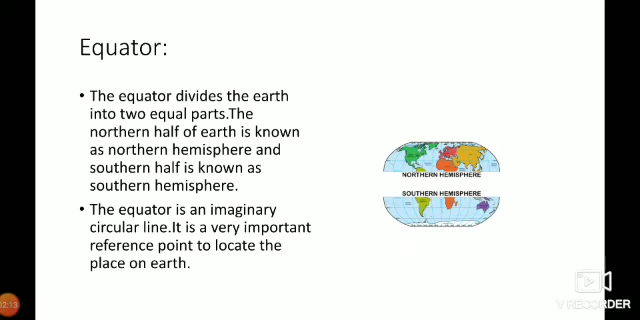 Equator:
• The equator divides the earth
into two equal parts.The
northern half of earth is known
as northern hemisphere and
southern half is known as
southern hemisphere.
• The equator is an imaginary
circular line.It is a very important
reference point to locate the
place on earth.
NORTHERN HEMISPHERE
SOUTHERN HEMISPHERE
02:13
V RECORDER